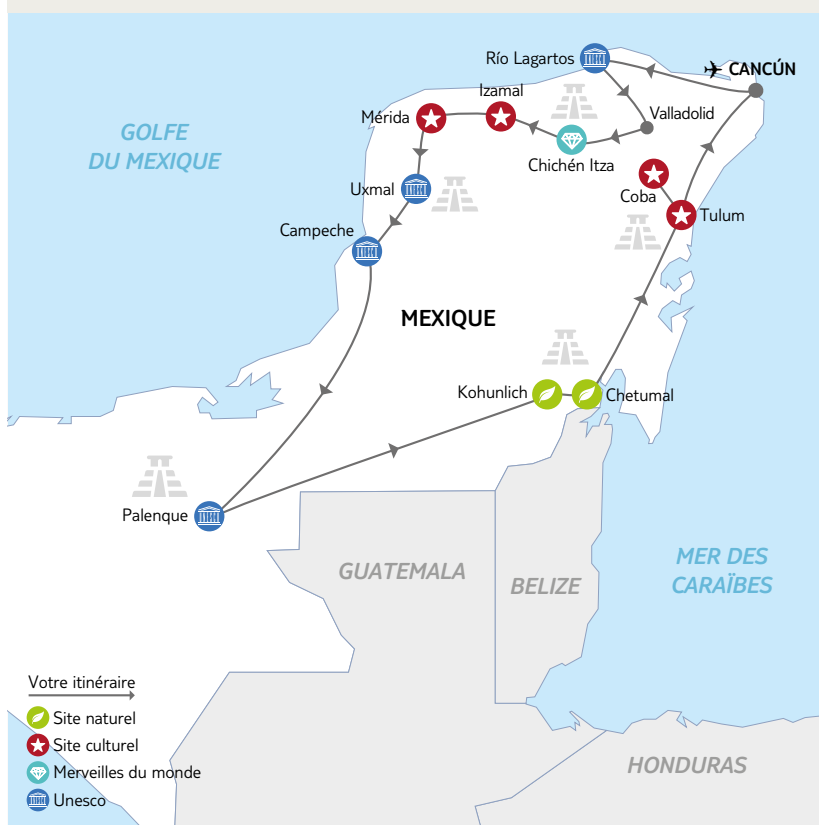 Río Lagartos
CANCÚN
Izamal
Mérida
Valladolid
GOLFE
DU MEXIQUE
Chichén Itza
Uxmal
Coba
Tulum
Campeche
MEXIQUE
Kohunlich
Chetumal
Palenque
GUATEMALA
BELIZE
MER DES
CARAÏBES
Votre itinéraire
Site naturel
Site culturel
Merveilles du monde
Unesco
HONDURAS